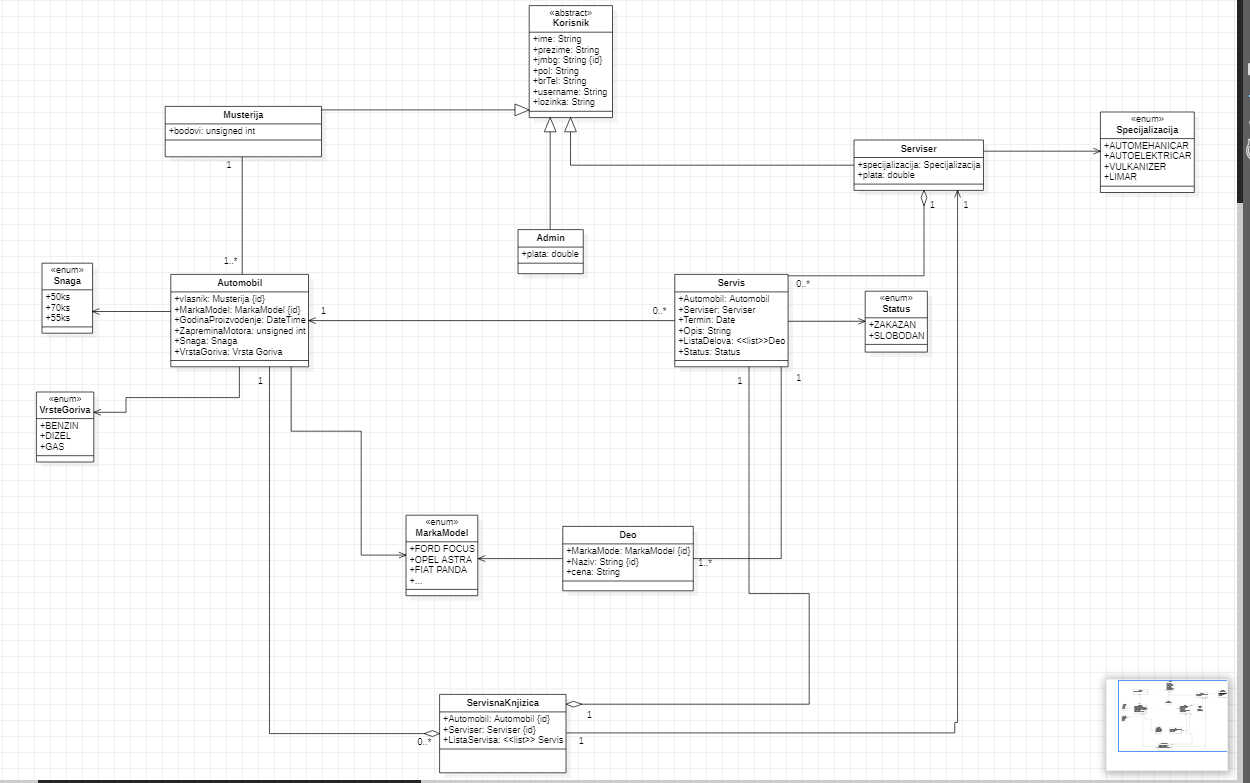 «abstract»
Korisnik
+ime: String
+prezime: String
+jmbg: String {id}
+pol: String
+brTel: String
+username: String
+lozinka: String
Musterija
+bodovi: unsigned int
1
1..*
«enum»
Specijalizacija
+AUTOMEHANICAR
+AUTOELEKTRICAR
+VULKANIZER
+LIMAR
Serviser
+specijalizacija: Specijalizacija
+plata: double
1
1
Admin
+plata: double
«enum»
Snaga
+50ks
+70ks
+55ks
Automobil
+vlasnik: Musterija {id}
+MarkaModel: MarkaModel {id}
+GodinaProizvodenje: DateTime
+ZapreminaMotora: unsigned int
+Snaga: Snaga
+VrstaGoriva: Vrsta Goriva
1
0..*
1
Servis
+Automobil: Automobil
+Serviser: Serviser
+Termin: Date
+Opis: String
+ListaDelova: <<list>>Deo
+Status: Status
0..*
1
1
«enum»
Status
+ZAKAZAN
+SLOBODAN
«enum»
VrsteGoriva
+BENZIN
+DIZEL
+GAS
«enum»
MarkaModel
+FORD FOCUS
+OPEL ASTRA
+FIAT PANDA
+...
Deo
+MarkaMode: MarkaModel {id}
+Naziv: String {id}
+cena: String
1..*
ServisnaKnjizica
+Automobil: Automobil {id}
+Serviser: Serviser {id}
+ListaServisa: <<list>> Servis
0..*
1
1